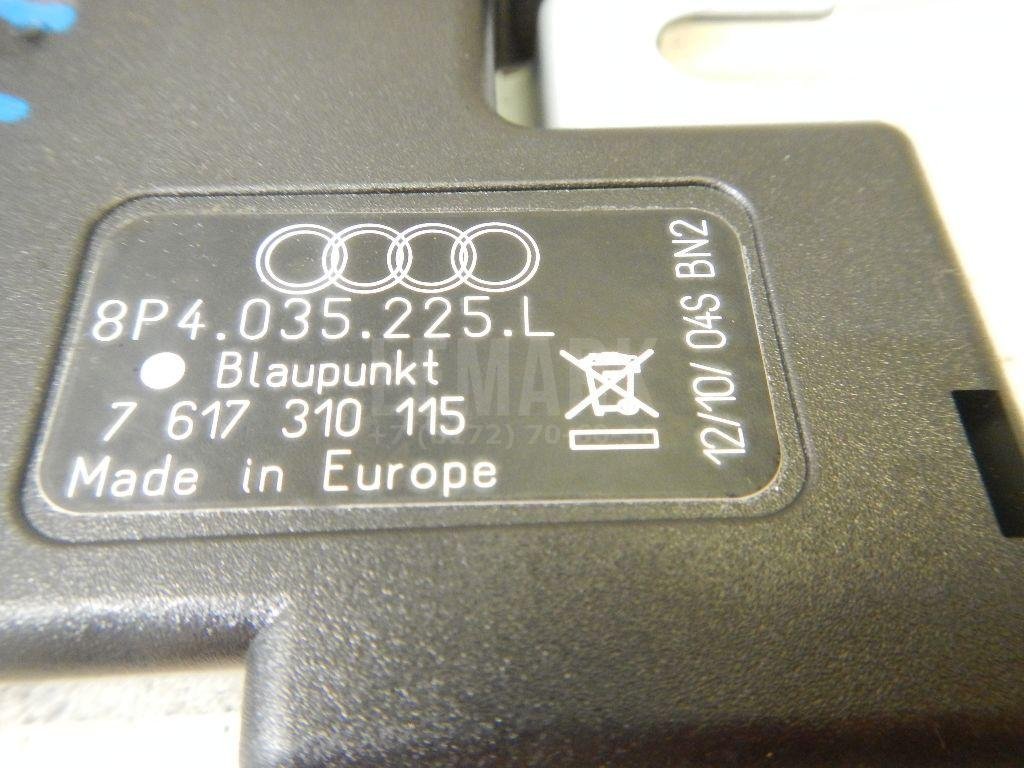 8P4.035.225.L
Blaupunkt
7 617 310 115
Made in Europe
12/10/ 04S BN2